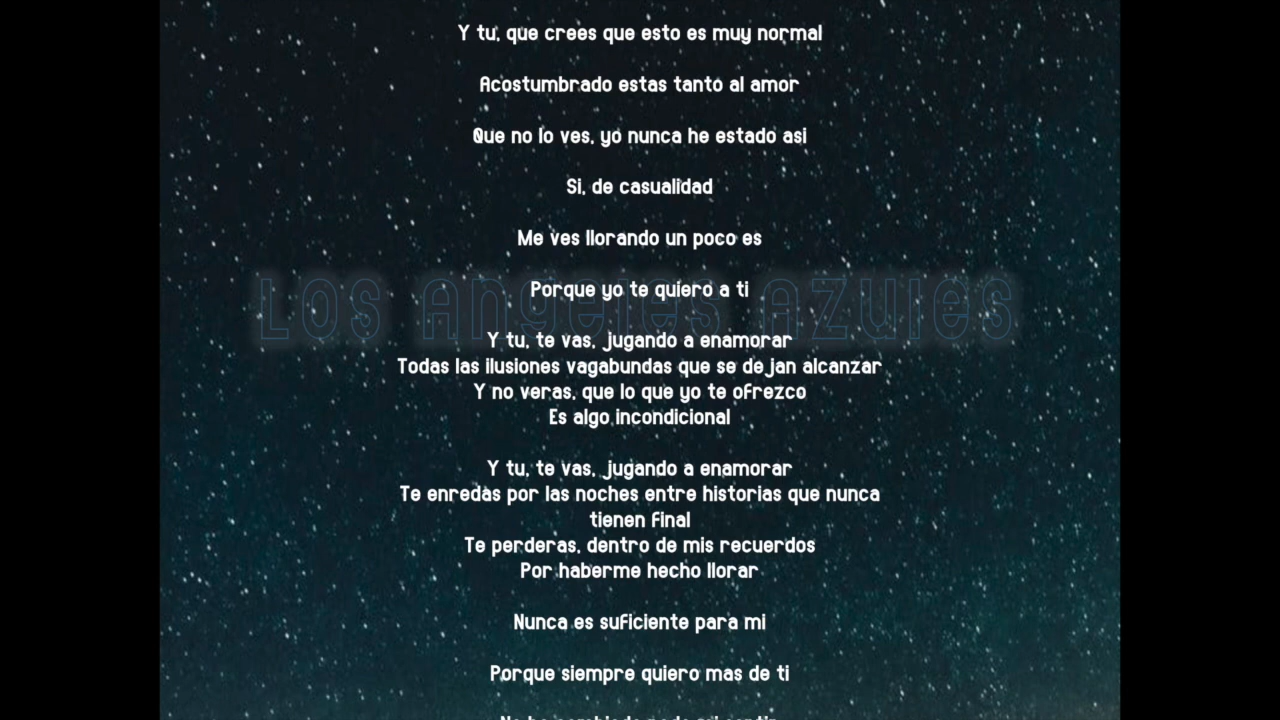 Y tu, que crees que esto es muy normal
Acostumbrado estas tanto al amor
Que no lo ves, yo nunca he estado asi
Si, de casualidad
Me ves llorando un poco es
Los Angeles Azules
Porque yo te quiero a ti
Y tu, te vas, jugando a enamorar
Todas las ilusiones vagabundas que se dejan alcanzar
Y no veras, que lo que yo te ofrezco
Es algo incondicional
Y tu, te vas, jugando a enamorar
Te enredas por las noches entre historias que nunca
tienen final
Te perderas, dentro de mis recuerdos
Por haberme hecho llorar
Nunca es suficiente para mi
Porque siempre quiero mas de ti